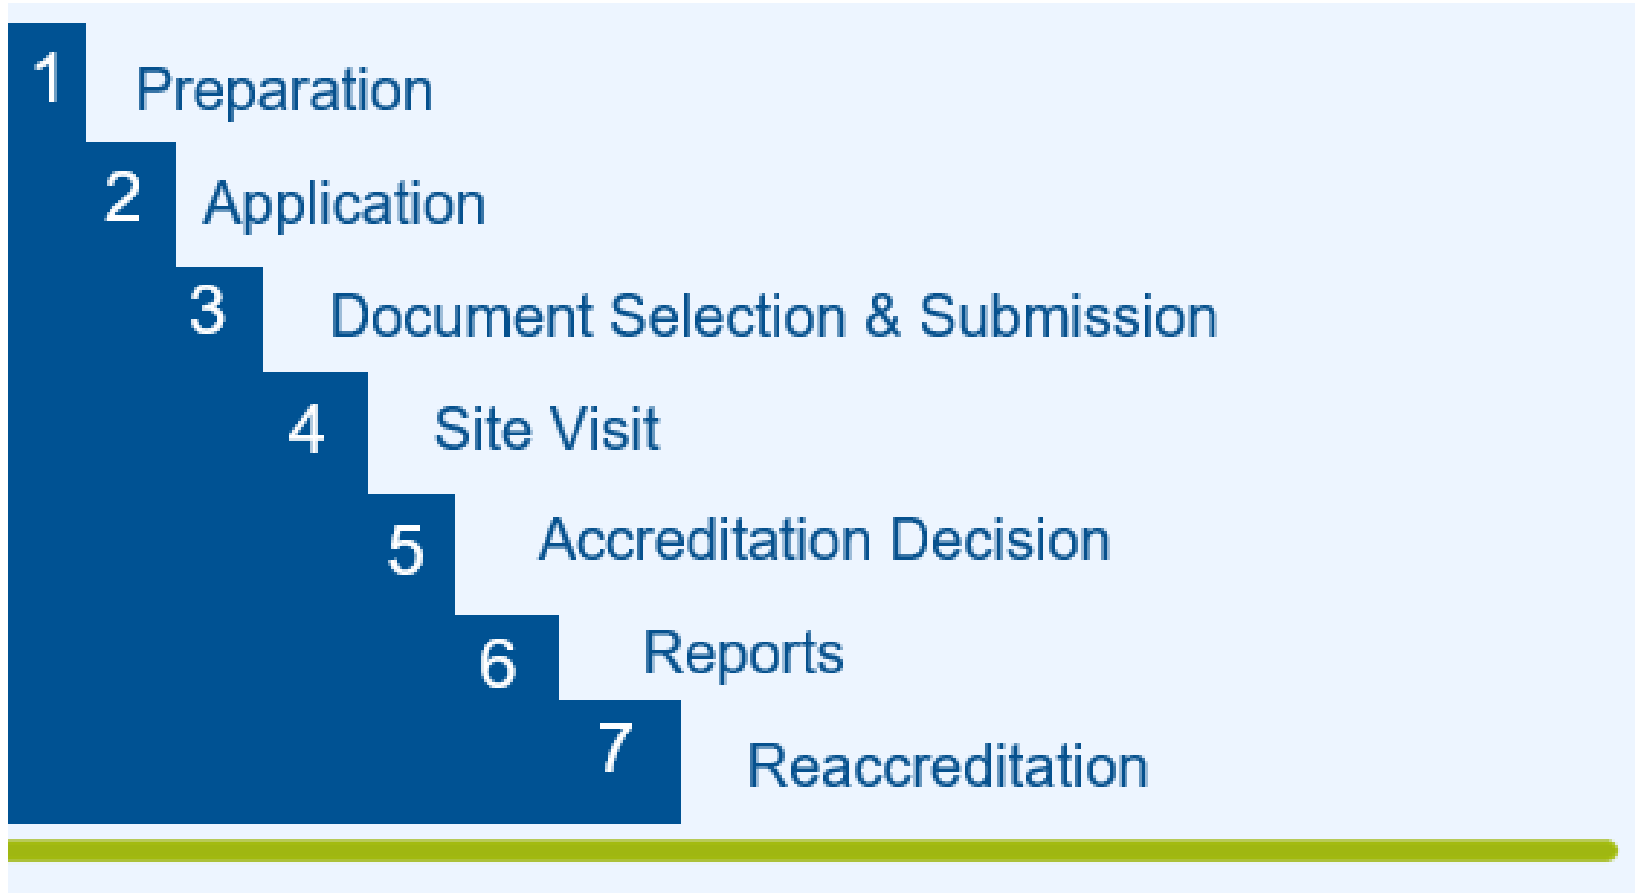 1 Preparation
2 Application
3 Document Selection & Submission
4 Site Visit
5 Accreditation Decision
6 Reports
7 Reaccreditation